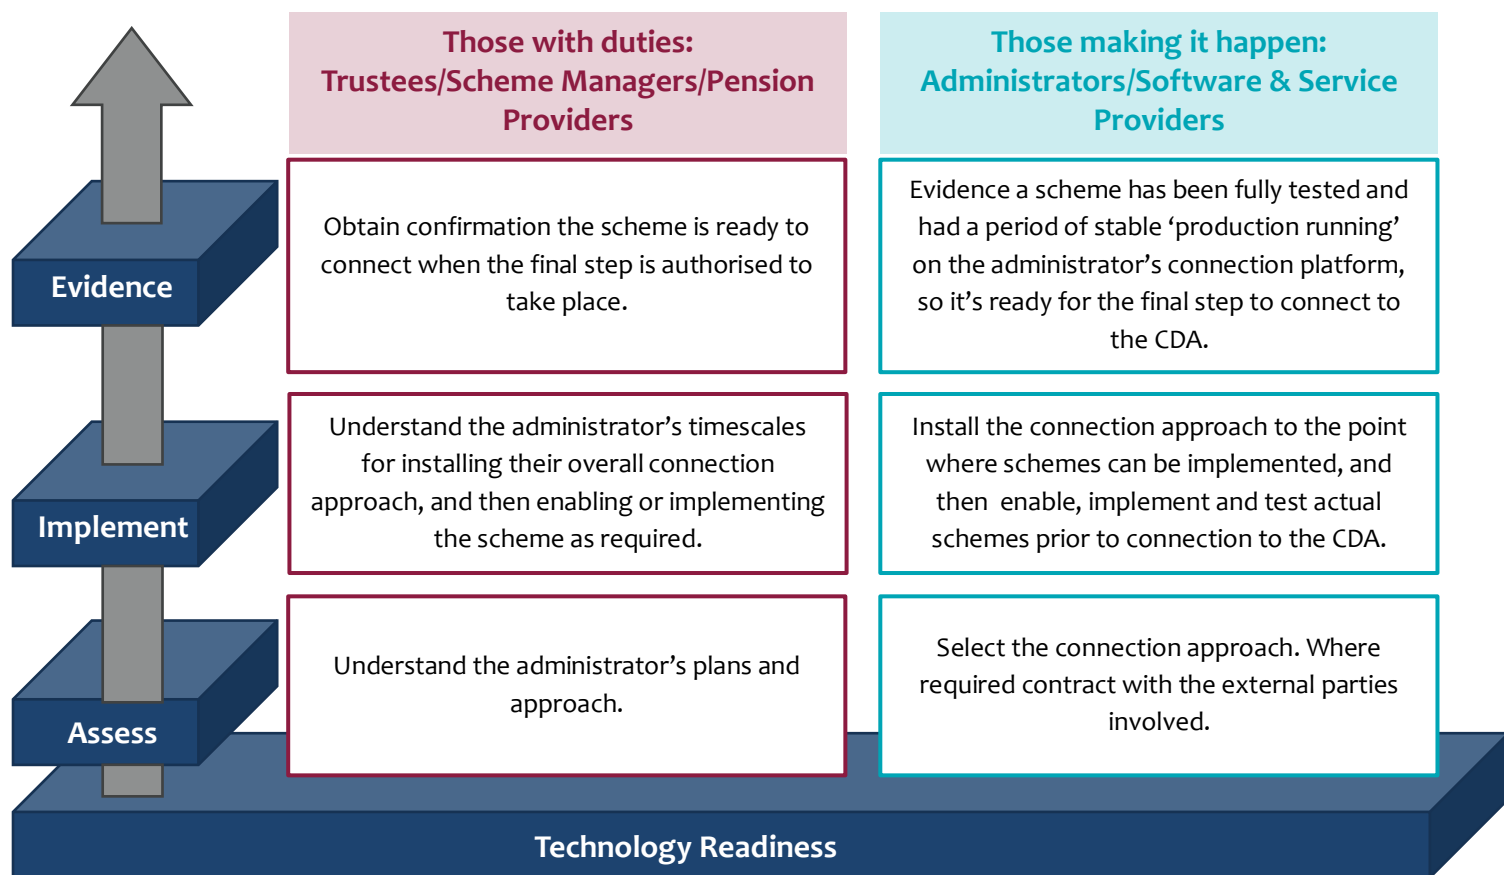 Those with duties:
Trustees/Scheme Managers/Pension
Providers
Those making it happen:
Administrators/Software & Service
Providers
Evidence
Obtain confirmation the scheme is ready to
connect when the final step is authorised to
take place.
Evidence a scheme has been fully tested and
had a period of stable ‘production running’
on the administrator’s connection platform,
so it’s ready for the final step to connect to
the CDA.
Implement
Understand the administrator’s timescales
for installing their overall connection
approach, and then enabling or implementing
the scheme as required.
Install the connection approach to the point
where schemes can be implemented, and
then  enable, implement and test actual
schemes prior to connection to the CDA.
Assess
Understand the administrator’s plans and
approach.
Select the connection approach. Where
required contract with the external parties
involved.
Technology Readiness